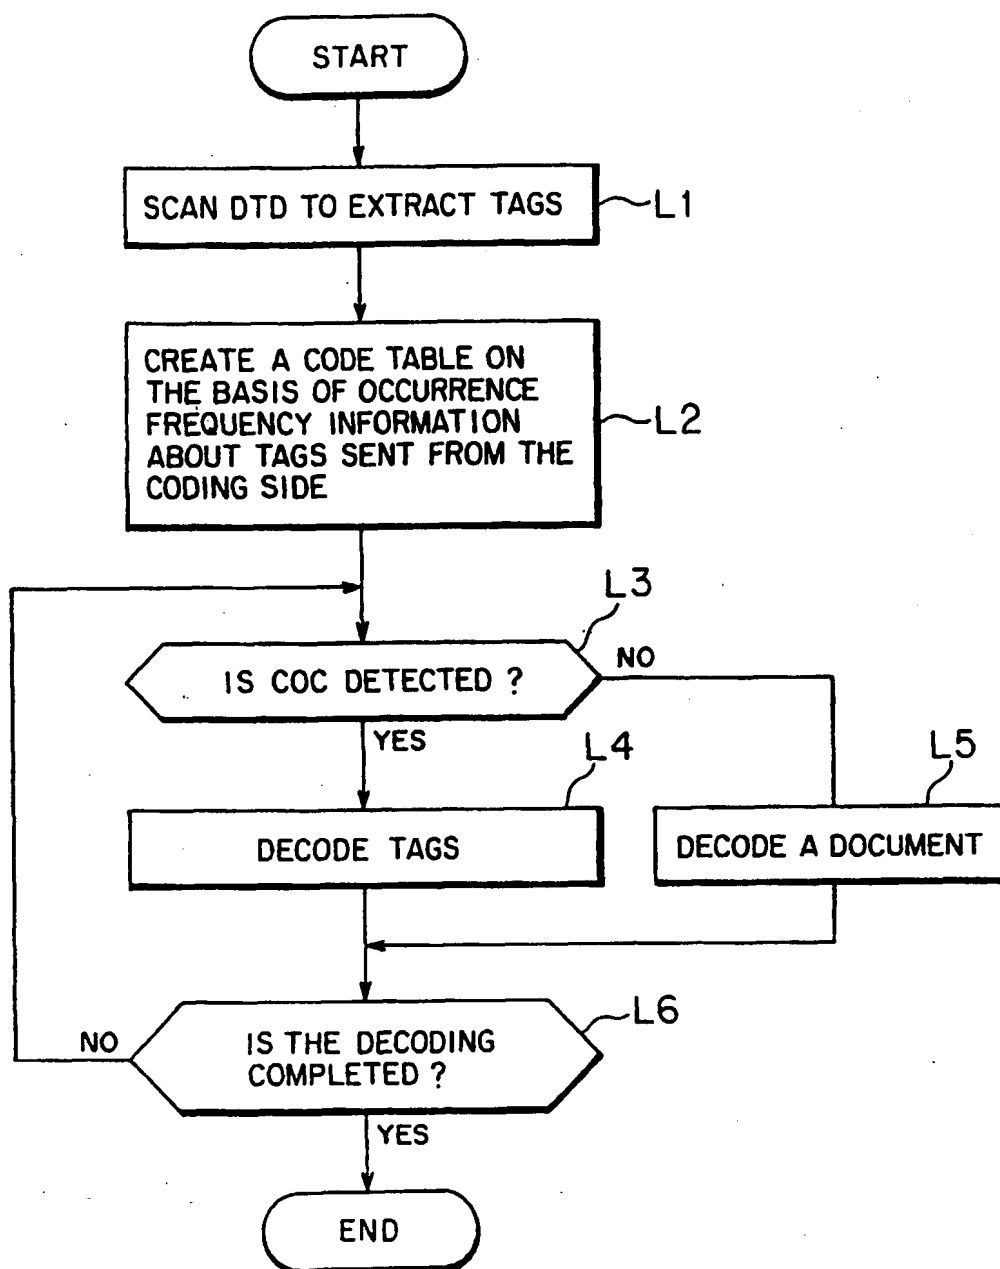 START
SCAN DTD TO EXTRACT TAGS
L1
CREATE A CODE TABLE ON
THE BASIS OF OCCURRENCE
FREQUENCY INFORMATION
ABOUT TAGS SENT FROM THE
CODING SIDE
L2
L3
IS COC DETECTED ?
NO
YES
L4
L5
DECODE TAGS
DECODE A DOCUMENT
L6
NO
IS THE DECODING
COMPLETED ?
YES
END